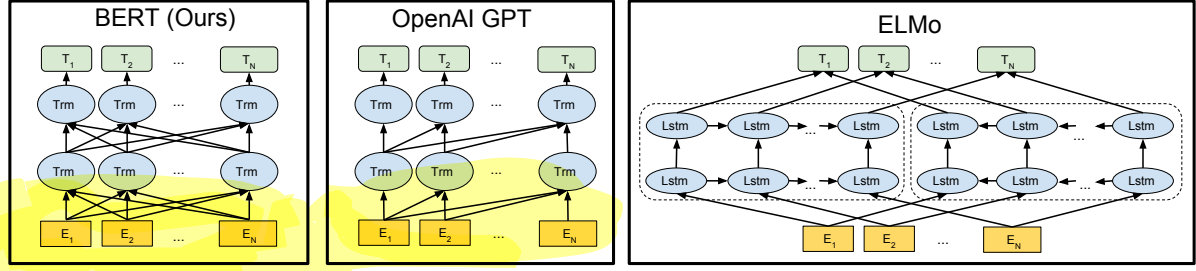 BERT (Ours) OpenAI GPT ELMo
T1 T2 ... TN T1 T2 ... TN T1 T2 ... TN
Trm Trm ... Trm Trm Trm ... Trm Lstm Lstm ... Lstm Lstm Lstm ... Lstm
Trm Trm ... Trm Trm Trm ... Trm Lstm Lstm ... Lstm Lstm Lstm ... Lstm
E1 E2 ... EN E1 E2 ... EN E1 E2 ... EN